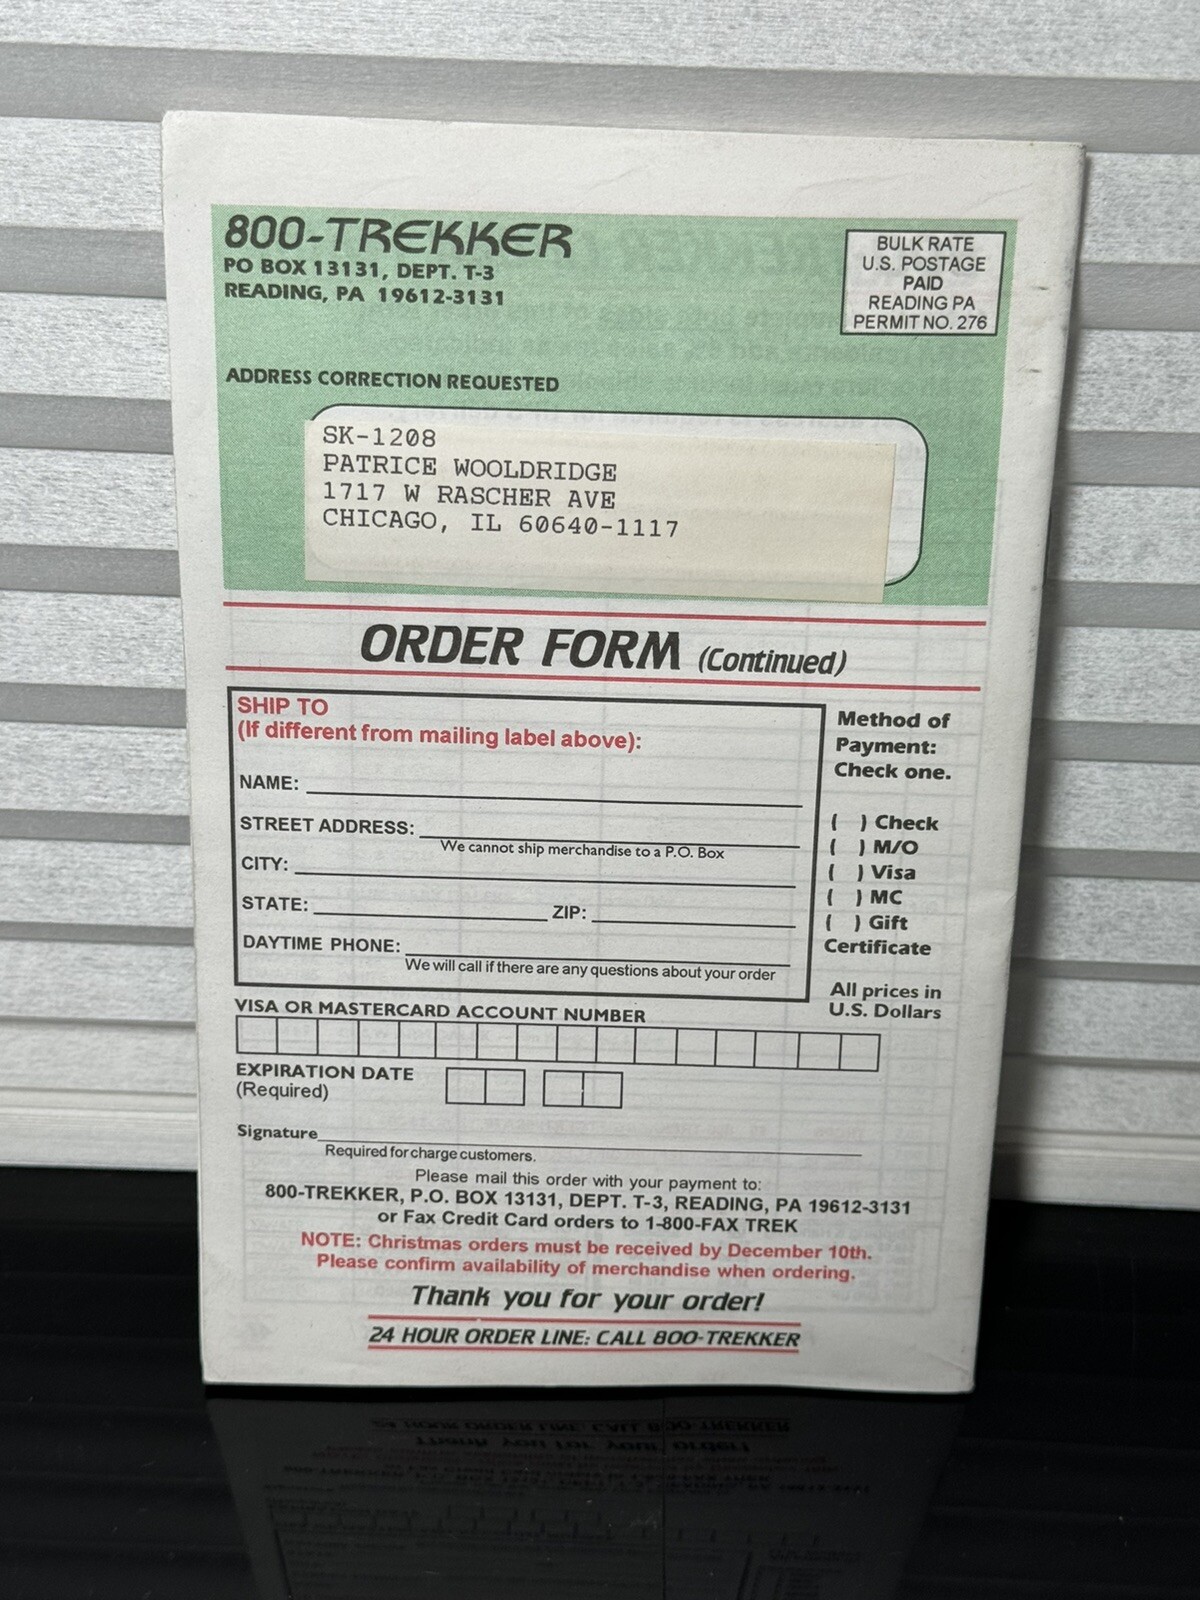 800-TREKKER
PO BOX 13131, DEPT. T-3
READING, PA 19612-3131
BULK RATE
U.S. POSTAGE
PAID
READING PA
PERMIT NO. 276
ADDRESS CORRECTION REQUESTED
SK-1208
PATRICE WOOLDRIDGE
1717 W RASCHER AVE
CHICAGO, IL 60640-1117
ORDER FORM (Continued)
SHIP TO
(If different from mailing label above):
NAME:
STREET ADDRESS:
We cannot ship merchandise to a P.O. Box
CITY:
STATE: ZIP:
DAYTIME PHONE:
We will call if there are any questions about your order
Method of
Payment:
Check one.
( ) Check
( ) M/O
( ) Visa
( ) MC
( ) Gift
Certificate
All prices in
U.S. Dollars
VISA OR MASTERCARD ACCOUNT NUMBER
EXPIRATION DATE
(Required)
Signature
Required for charge customers.
Please mail this order with your payment to:
800-TREKKER, P.O. BOX 13131, DEPT. T-3, READING, PA 19612-3131
or Fax Credit Card orders to 1-800-FAX TREK
NOTE: Christmas orders must be received by December 10th.
Please confirm availability of merchandise when ordering.
Thank you for your order!
24 HOUR ORDER LINE: CALL 800-TREKKER